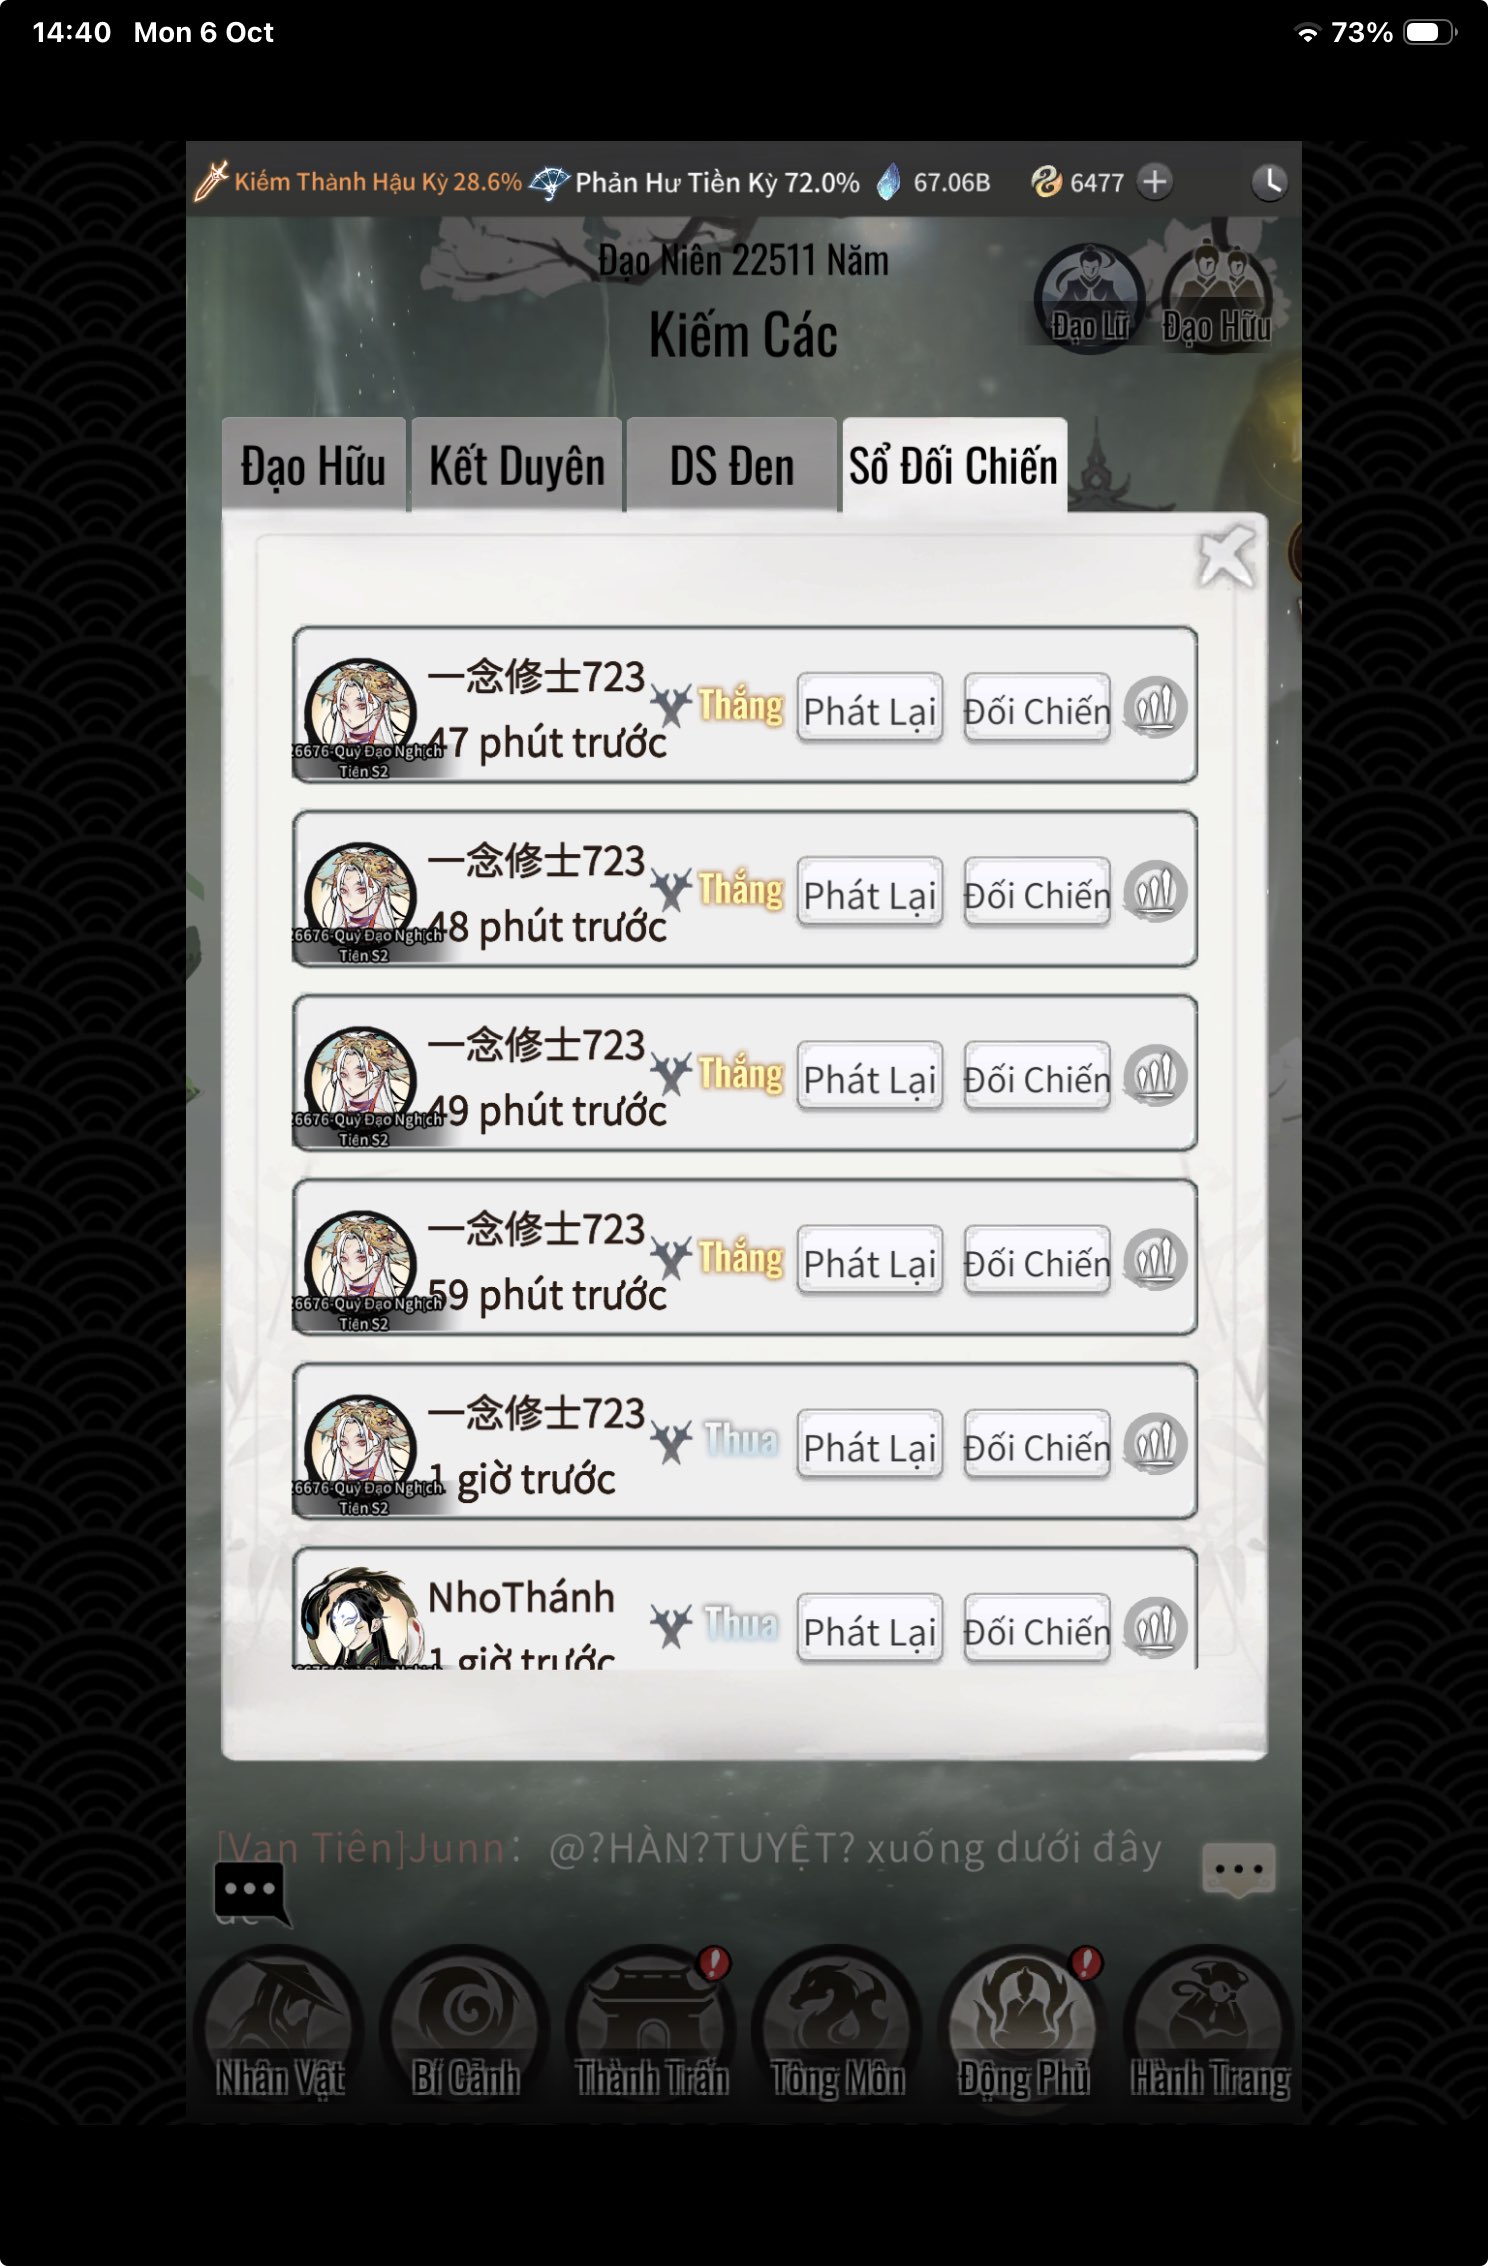 14:40 Mon 6 Oct 73%
Kiếm Thành Hậu Kỳ 28.6% Phản Hư Tiền Kỳ 72.0% 67.06B 6477
Đạo Niên 22511 Năm
Kiếm Các
Đạo Lữ Đạo Hữu
Đạo Hữu Kết Duyên DS Đen Sổ Đối Chiến
一念修士723
47 phút trước
Thắng Phát Lại Đối Chiến
6676-Quỷ Đạo Nghịch
Tiên S2
一念修士723
48 phút trước
Thắng Phát Lại Đối Chiến
6676-Quỷ Đạo Nghịch
Tiên S2
一念修士723
49 phút trước
Thắng Phát Lại Đối Chiến
6676-Quỷ Đạo Nghịch
Tiên S2
一念修士723
59 phút trước
Thắng Phát Lại Đối Chiến
6676-Quỷ Đạo Nghịch
Tiên S2
一念修士723
1 giờ trước
Thua Phát Lại Đối Chiến
6676-Quỷ Đạo Nghịch
Tiên S2
NhoThánh
1 giờ trước
Thua Phát Lại Đối Chiến
[Vạn Tiên]Junn: @?HÀN?TUYỆT? xuống dưới đây
Nhân Vật Bí Cảnh Thành Trấn Tông Môn Động Phủ Hành Trang